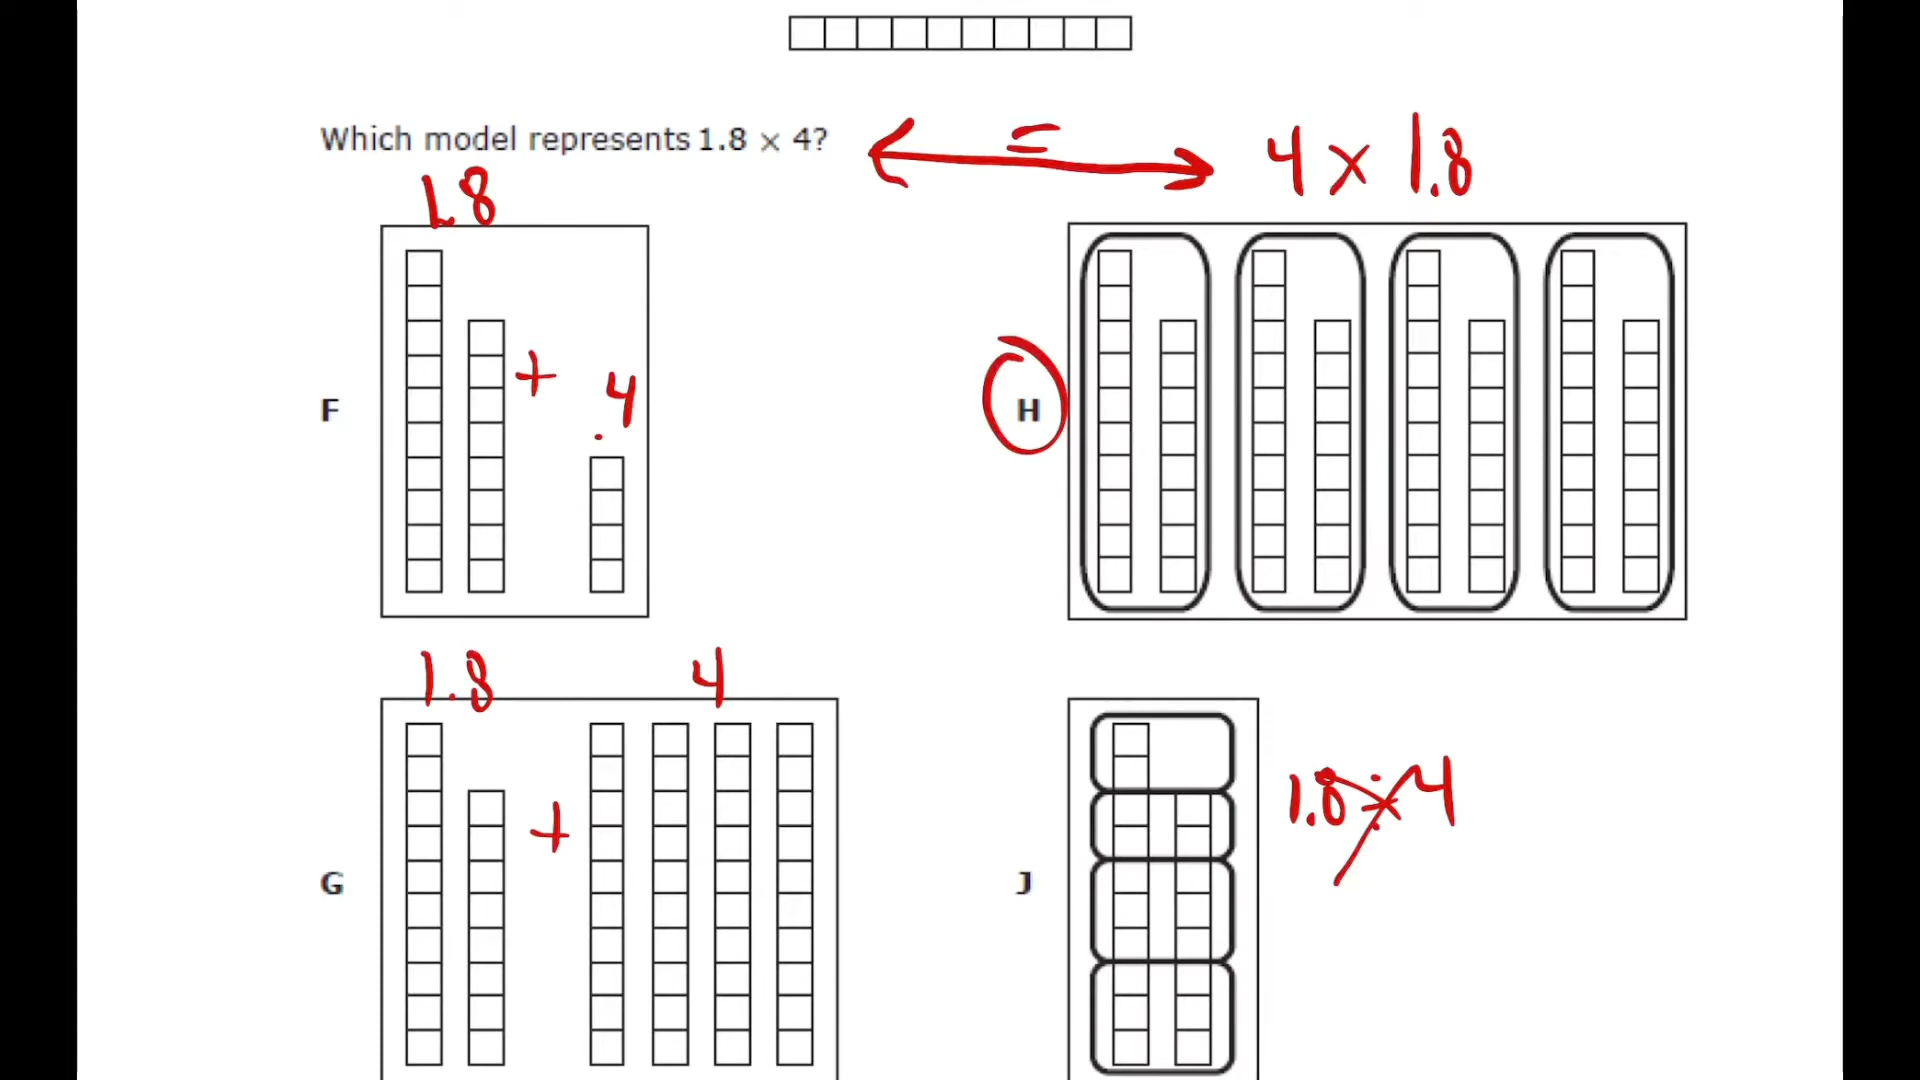 Which model represents 1.8 × 4?
=
4 x 1.8
1.8
F
+
.4
H
1.8
4
G
+
J
1.8 ÷ 4